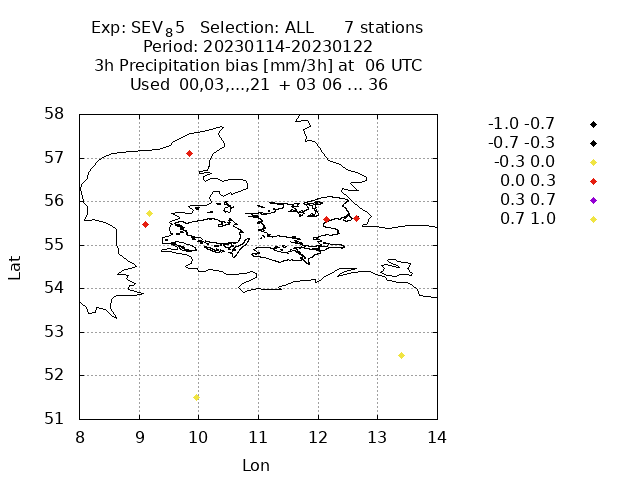 Exp: SEV₈5 Selection: ALL 7 stations
Period: 20230114-20230122
3h Precipitation bias [mm/3h] at 06 UTC
Used 00,03,...,21 + 03 06 ... 36
-1.0 -0.7
-0.7 -0.3
-0.3 0.0
0.0 0.3
0.3 0.7
0.7 1.0
58
57
56
55
54
53
52
51
Lat
8 9 10 11 12 13 14
Lon